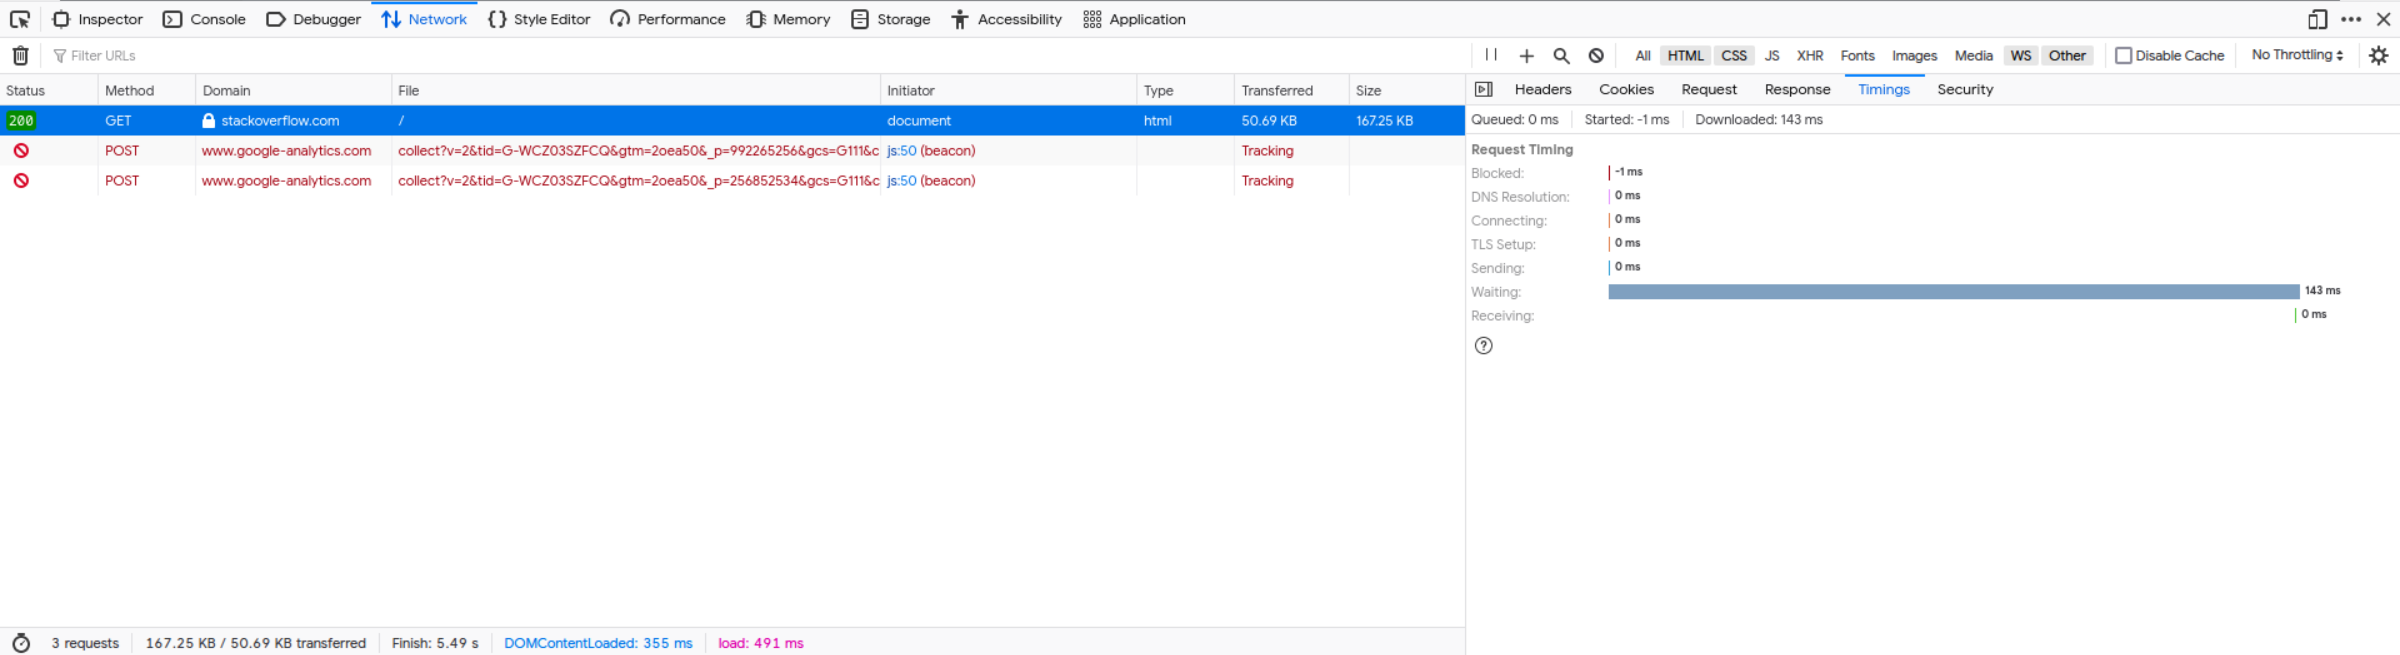 Inspector Console Debugger Network {} Style Editor Performance Memory Storage Accessibility Application
Filter URLs All HTML CSS JS XHR Fonts Images Media WS Other Disable Cache No Throttling
Status Method Domain File Initiator Type Transferred Size
200 GET stackoverflow.com / document html 50.69 KB 167.25 KB
POST www.google-analytics.com collect?v=2&tid=G-WCZ03SZFCQ&gtm=2oea50&_p=992265256&gcs=G111&c js:50 (beacon) Tracking
POST www.google-analytics.com collect?v=2&tid=G-WCZ03SZFCQ&gtm=2oea50&_p=256852534&gcs=G111&c js:50 (beacon) Tracking
Headers Cookies Request Response Timings Security
Queued: 0 ms Started: -1 ms Downloaded: 143 ms
Request Timing
Blocked: -1 ms
DNS Resolution: 0 ms
Connecting: 0 ms
TLS Setup: 0 ms
Sending: 0 ms
Waiting: 143 ms
Receiving: 0 ms
3 requests 167.25 KB / 50.69 KB transferred Finish: 5.49 s DOMContentLoaded: 355 ms load: 491 ms